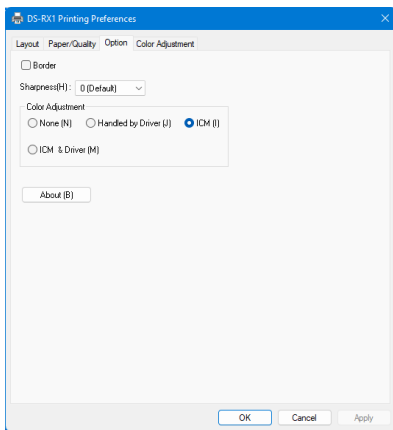 DS-RX1 Printing Preferences
Layout Paper/Quality Option Color Adjustment
Border
Sharpness(H) : 0 (Default)
Color Adjustment
None (N) Handled by Driver (J) ICM (I)
ICM & Driver (M)
About (B)
OK Cancel Apply